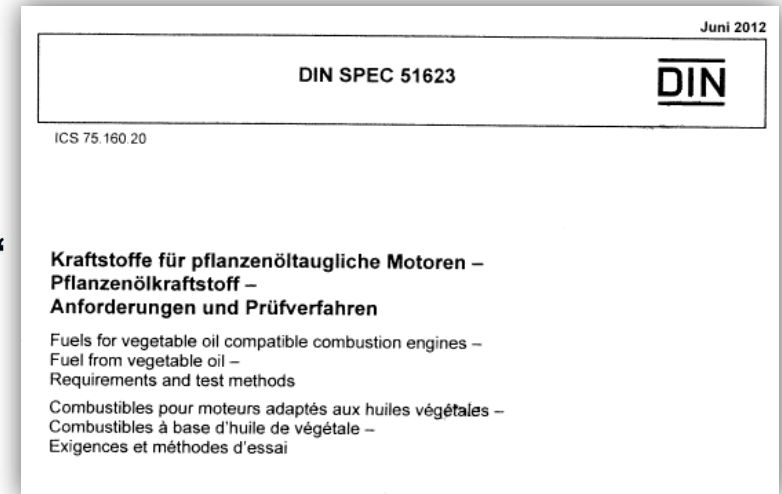 Juni 2012
DIN SPEC 51623
DIN
ICS 75.160.20
Kraftstoffe für pflanzenöltaugliche Motoren –
Pflanzenölkraftstoff –
Anforderungen und Prüfverfahren
Fuels for vegetable oil compatible combustion engines –
Fuel from vegetable oil –
Requirements and test methods
Combustibles pour moteurs adaptés aux huiles végétales –
Combustibles à base d'huile de végétale –
Exigences et méthodes d'essai